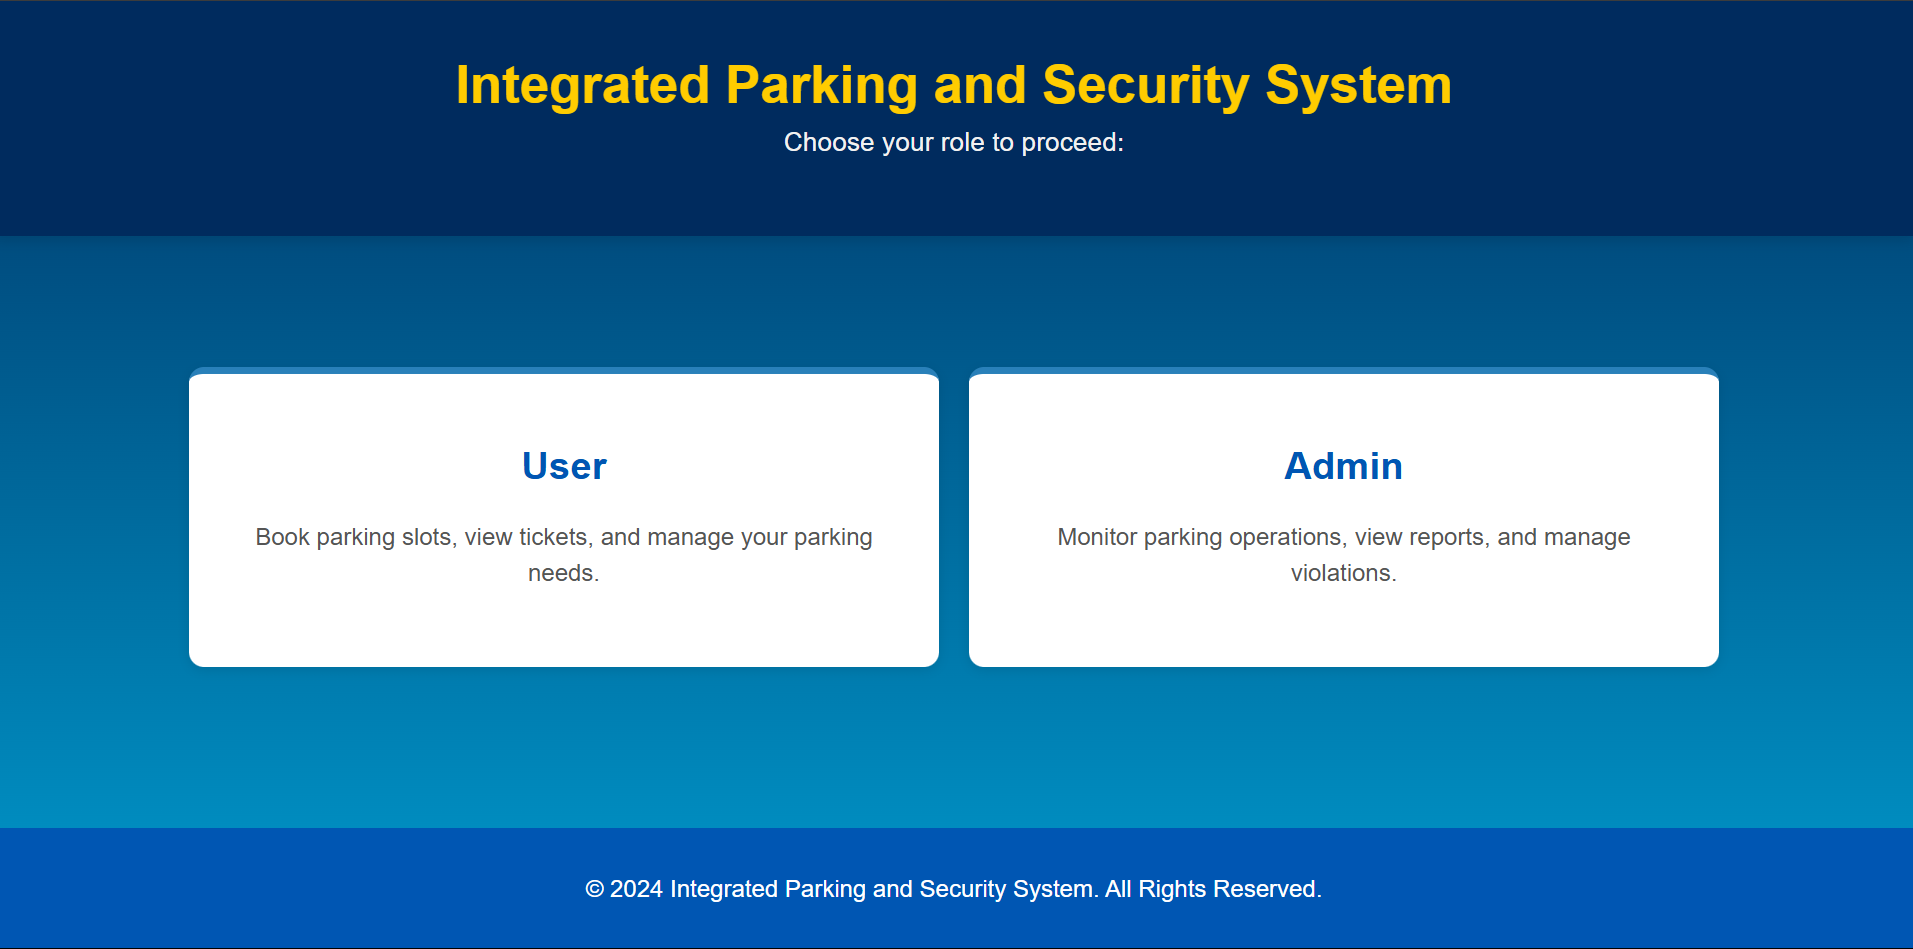 Integrated Parking and Security System
Choose your role to proceed:
User
Book parking slots, view tickets, and manage your parking
needs.
Admin
Monitor parking operations, view reports, and manage
violations.
© 2024 Integrated Parking and Security System. All Rights Reserved.